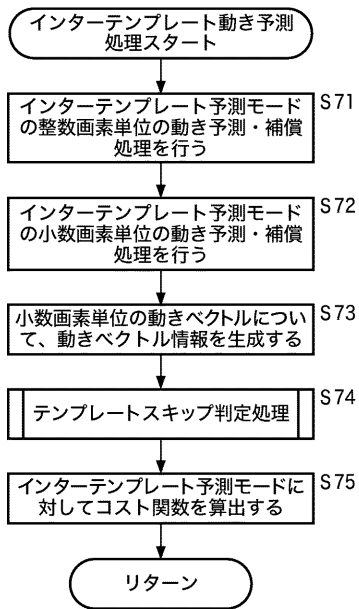 インターテンプレート動き予測
処理スタート
S71
インターテンプレート予測モード
の整数画素単位の動き予測・補償
処理を行う
S72
インターテンプレート予測モード
の小数画素単位の動き予測・補償
処理を行う
S73
小数画素単位の動きベクトルについ
て、動きベクトル情報を生成する
S74
テンプレートスキップ判定処理
S75
インターテンプレート予測モードに
対してコスト関数を算出する
リターン